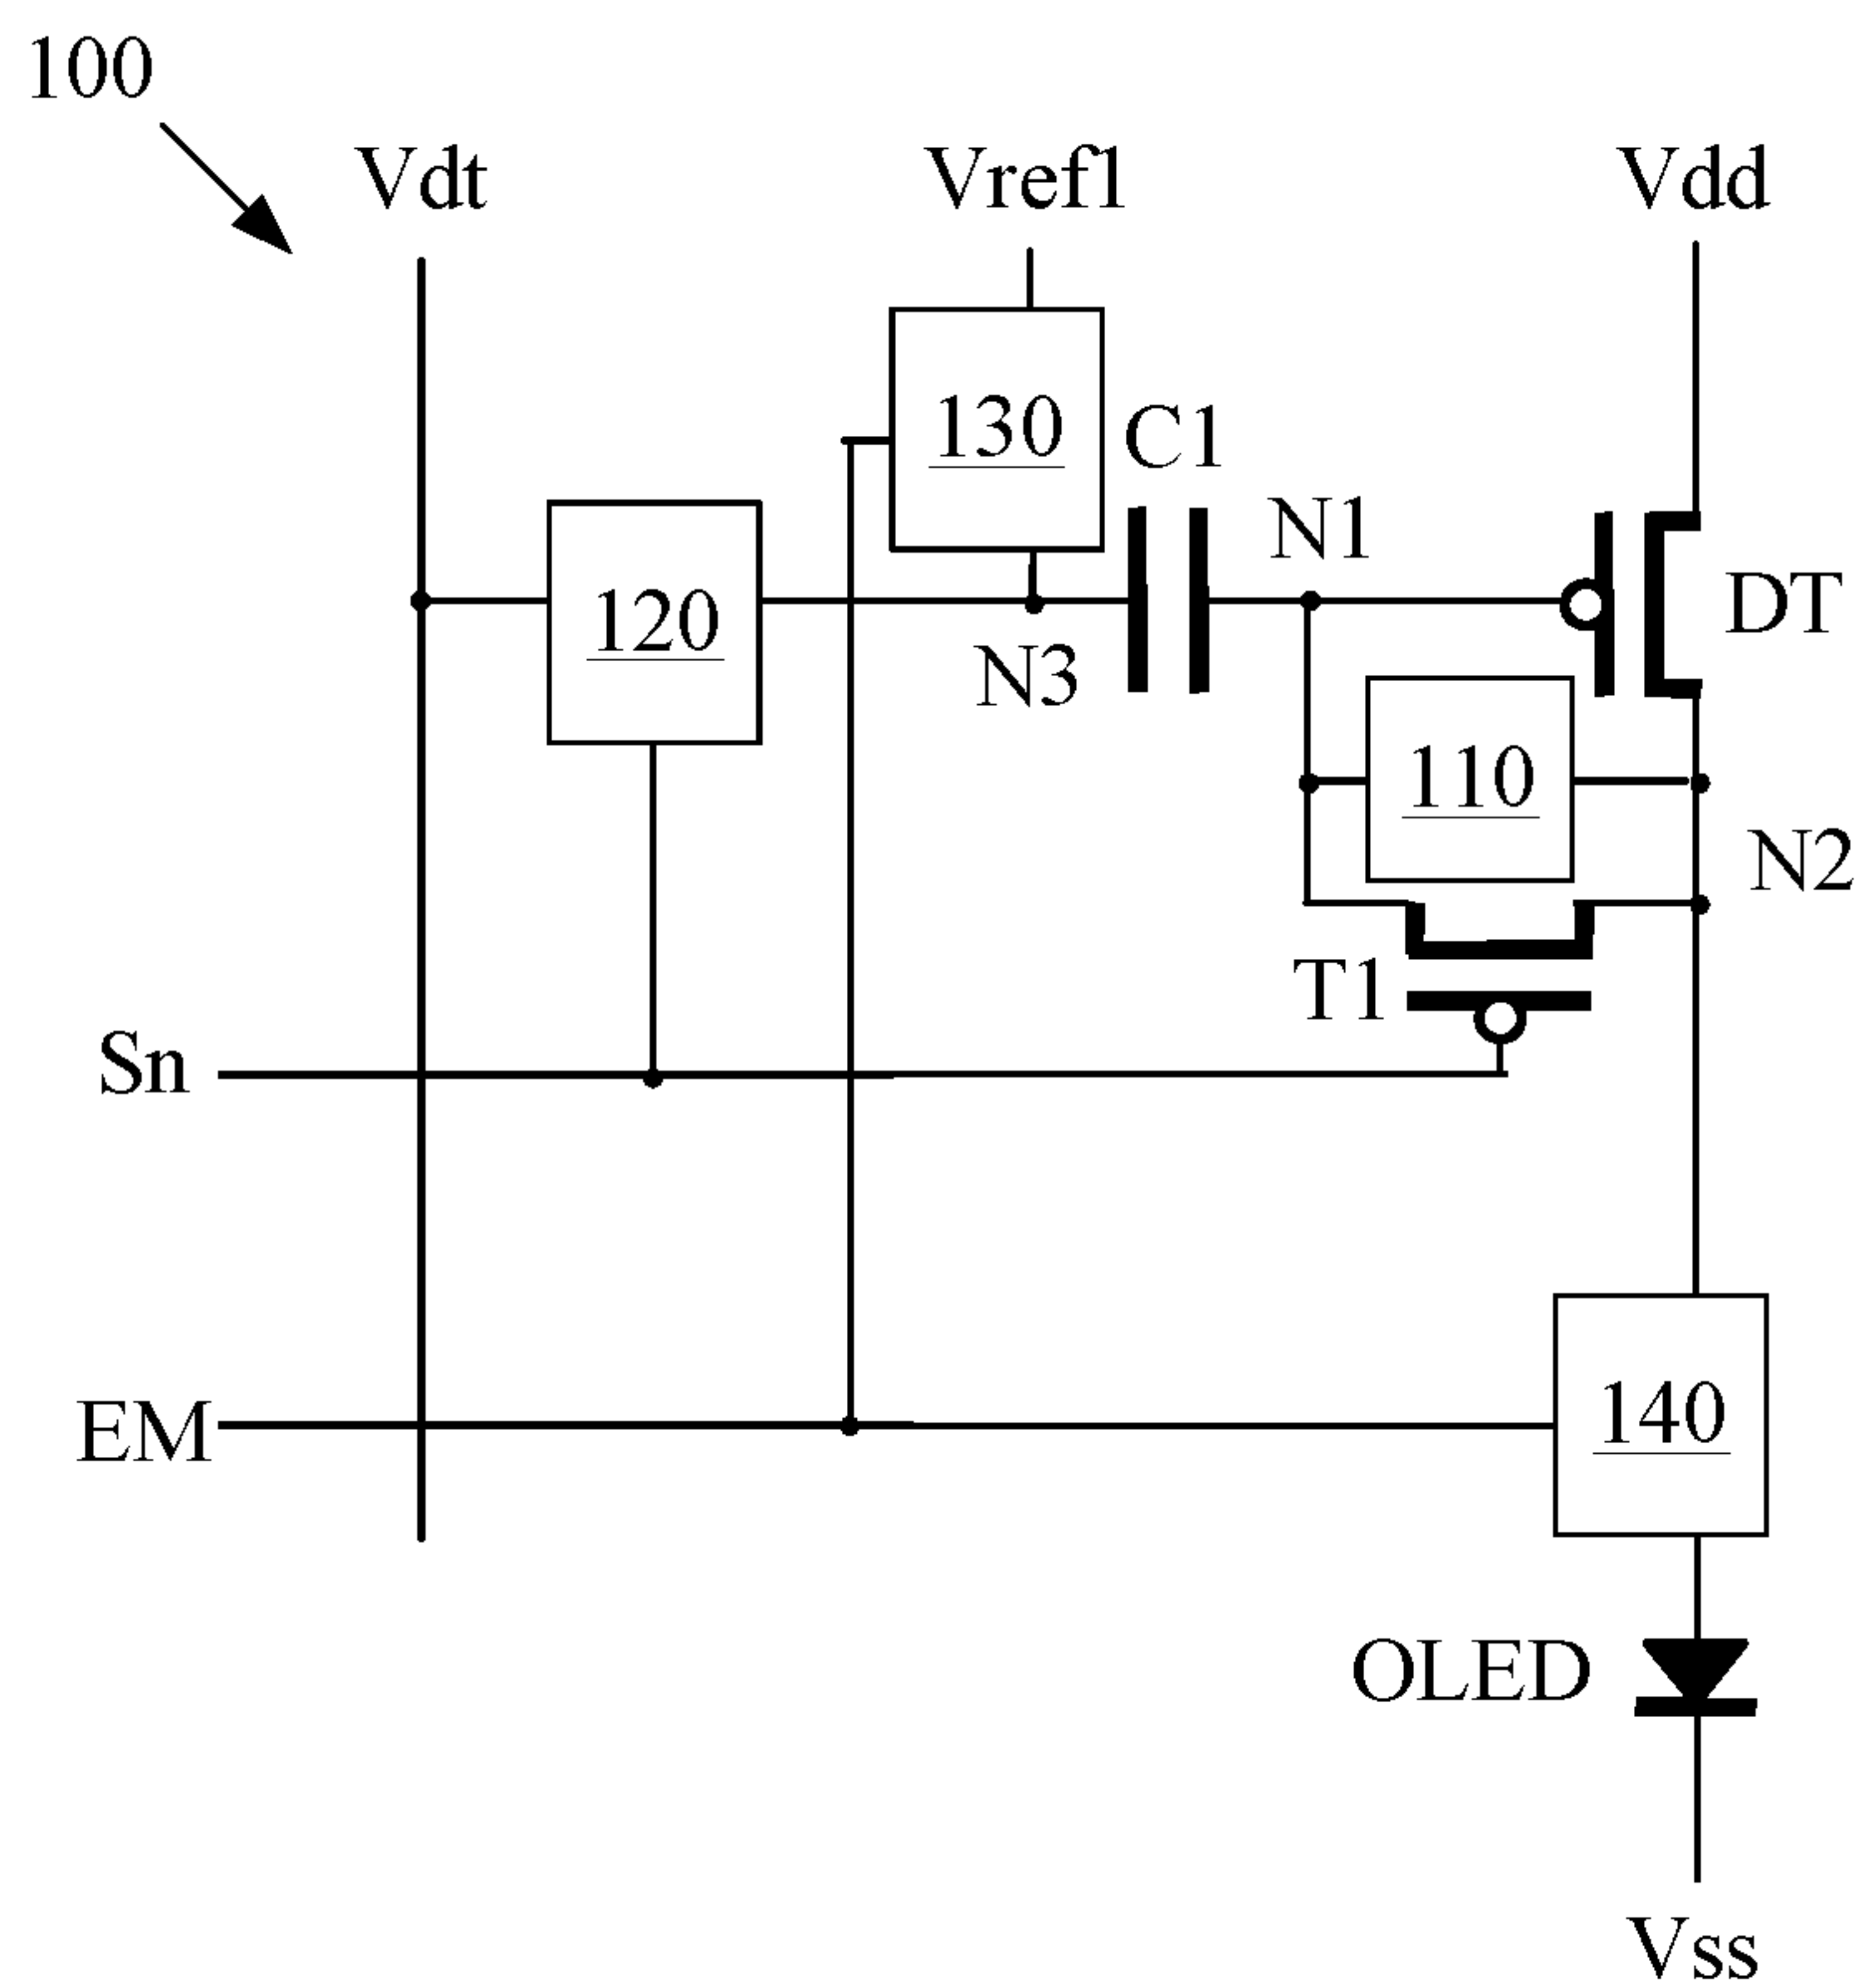 100
Vdt
Vref1
Vdd
130
C1
N1
120
DT
N3
110
N2
T1
Sn
EM
140
OLED
Vss